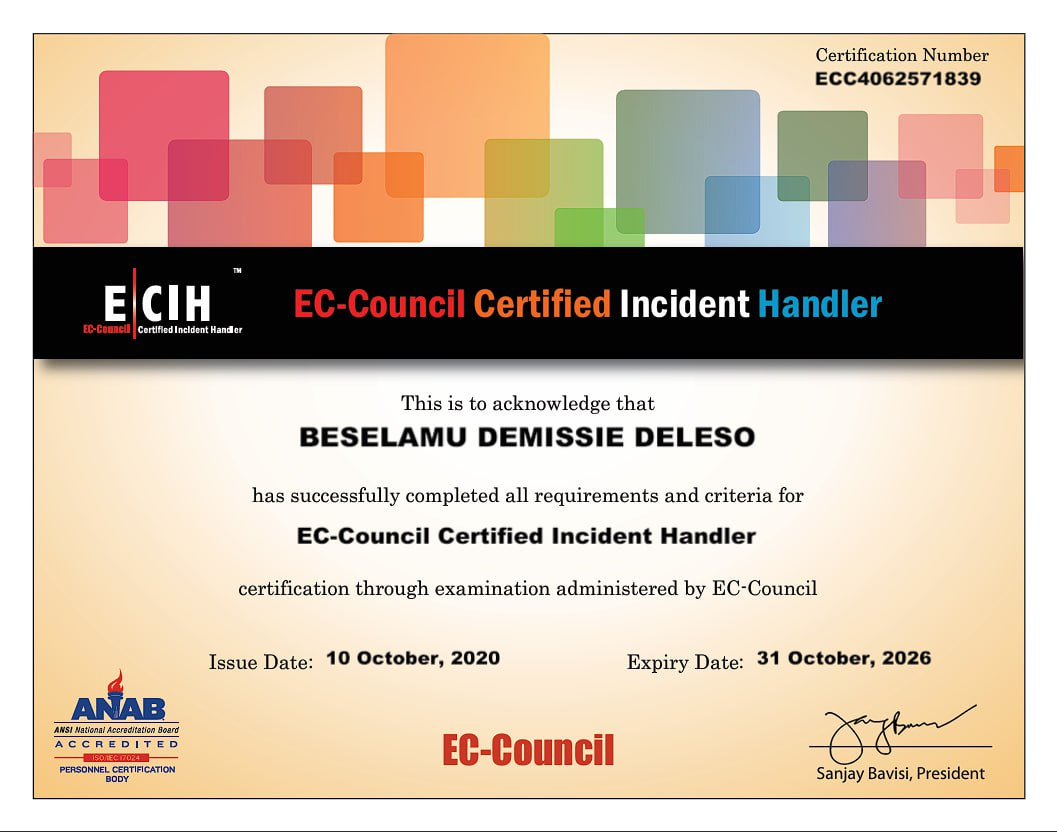 Certification Number
ECC4062571839
E|CIH ™
EC-Council Certified Incident Handler
EC-Council Certified Incident Handler
This is to acknowledge that
BESELAMU DEMISSIE DELESO
has successfully completed all requirements and criteria for
EC-Council Certified Incident Handler
certification through examination administered by EC-Council
Issue Date: 10 October, 2020 Expiry Date: 31 October, 2026
ANAB
ANSI National Accreditation Board
ACCREDITED
ISO/IEC 17024
PERSONNEL CERTIFICATION
BODY
EC-Council
Sanjay Bavisi, President